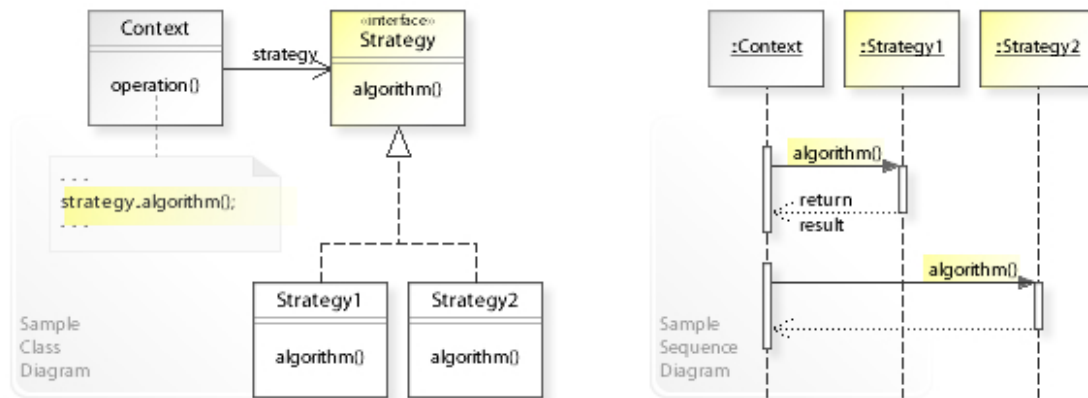 Context
operation()
strategy
«interface»
Strategy
algorithm()
- - -
strategy.algorithm();
- - -
Strategy1
algorithm()
Strategy2
algorithm()
Sample
Class
Diagram
:Context
:Strategy1
:Strategy2
algorithm()
return
result
algorithm()
Sample
Sequence
Diagram